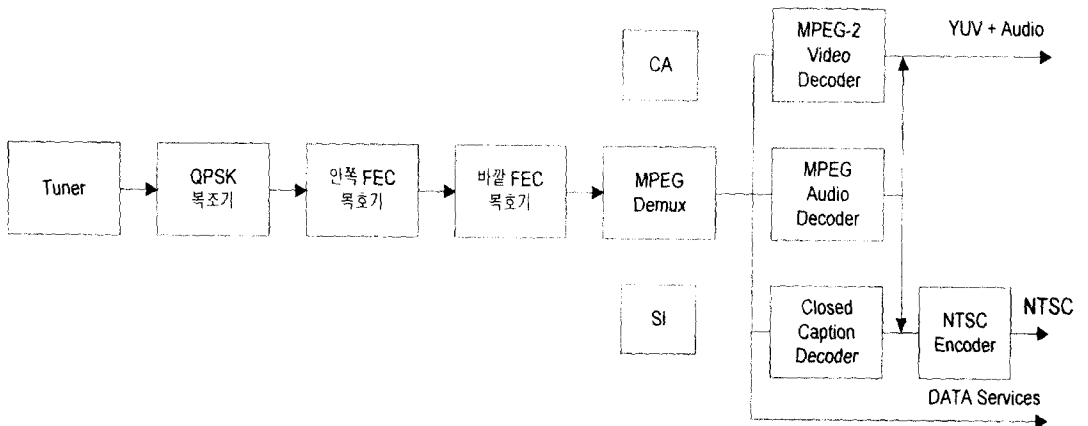 MPEG-2
Video
Decoder
YUV + Audio
CA
Tuner
QPSK
복조기
안쪽 FEC
복호기
바깥 FEC
복호기
MPEG
Demux
MPEG
Audio
Decoder
SI
Closed
Caption
Decoder
NTSC
Encoder
NTSC
DATA Services